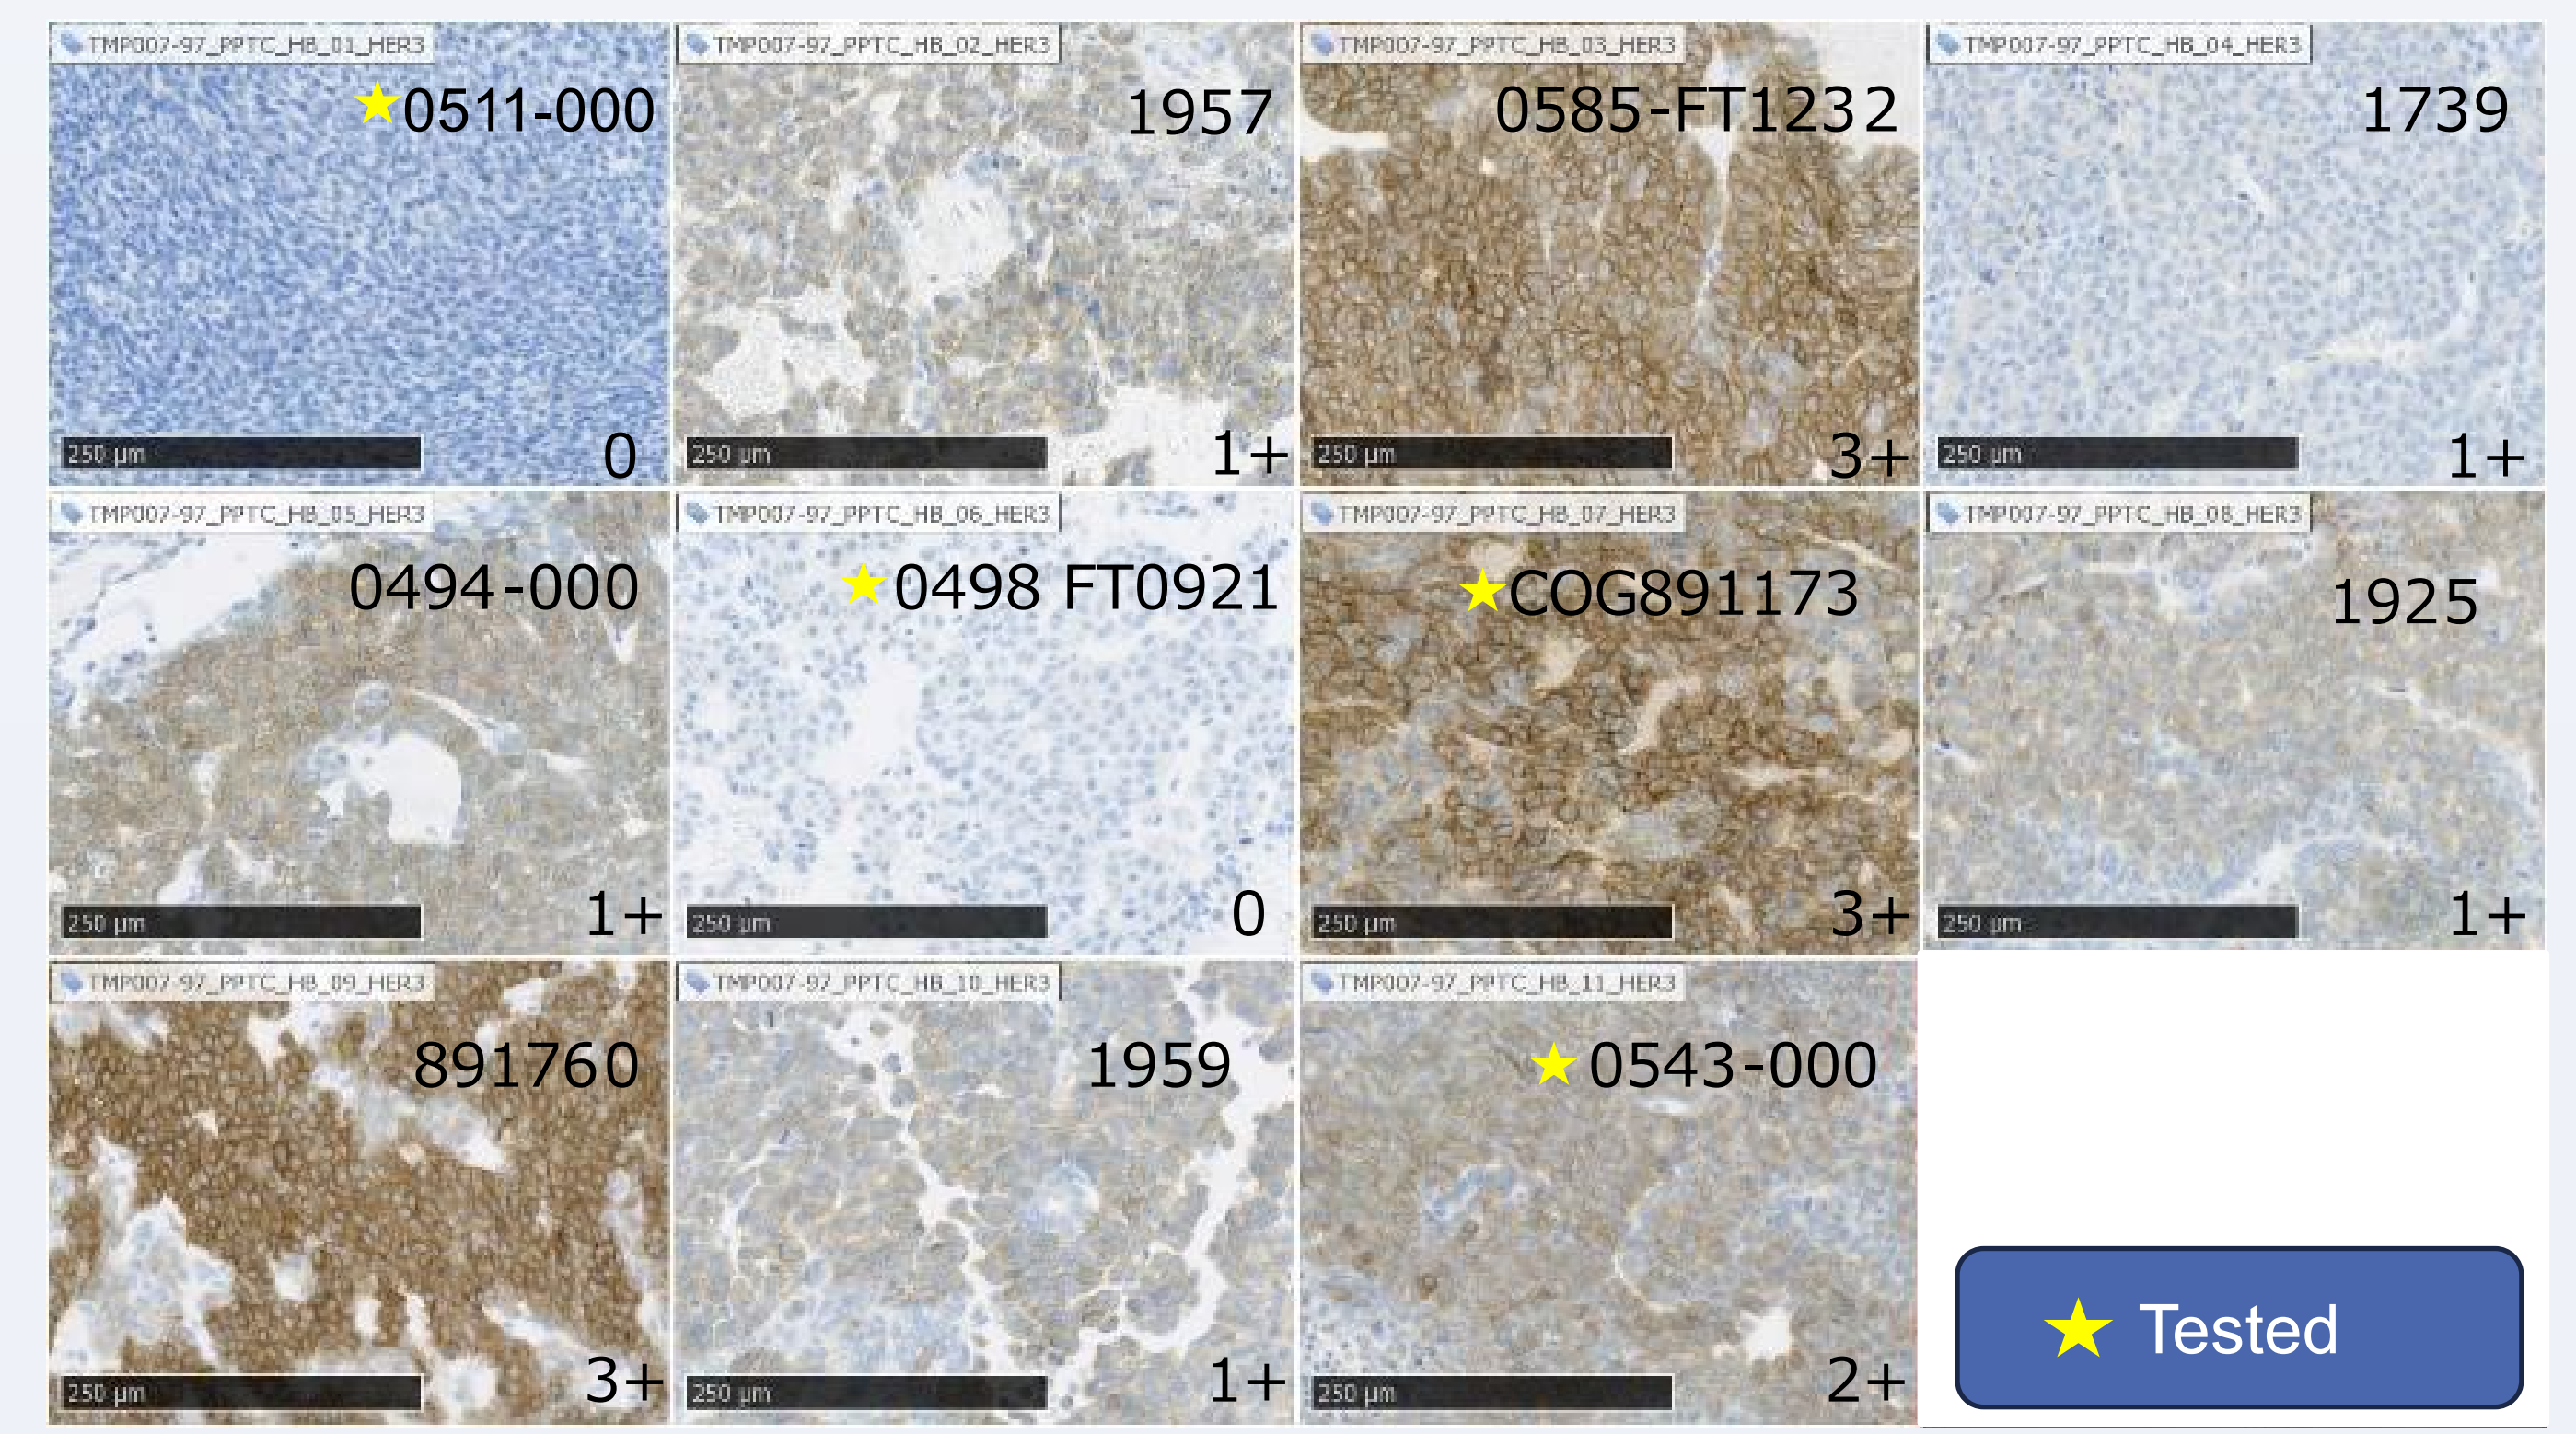 TMP007-97_PPTC_HB_01_HER3
0511-000
250 µm
0
TMP007-97_PPTC_HB_02_HER3
1957
250 µm
1+
TMP007-97_PPTC_HB_03_HER3
0585-FT1232
250 µm
3+
TMP007-97_PPTC_HB_04_HER3
1739
250 µm
1+
TMP007-97_PPTC_HB_05_HER3
0494-000
250 µm
1+
TMP007-97_PPTC_HB_06_HER3
0498 FT0921
250 µm
0
TMP007-97_PPTC_HB_07_HER3
COG891173
250 µm
3+
TMP007-97_PPTC_HB_08_HER3
1925
250 µm
1+
TMP007-97_PPTC_HB_09_HER3
891760
250 µm
3+
TMP007-97_PPTC_HB_10_HER3
1959
250 µm
1+
TMP007-97_PPTC_HB_11_HER3
0543-000
250 µm
2+
Tested